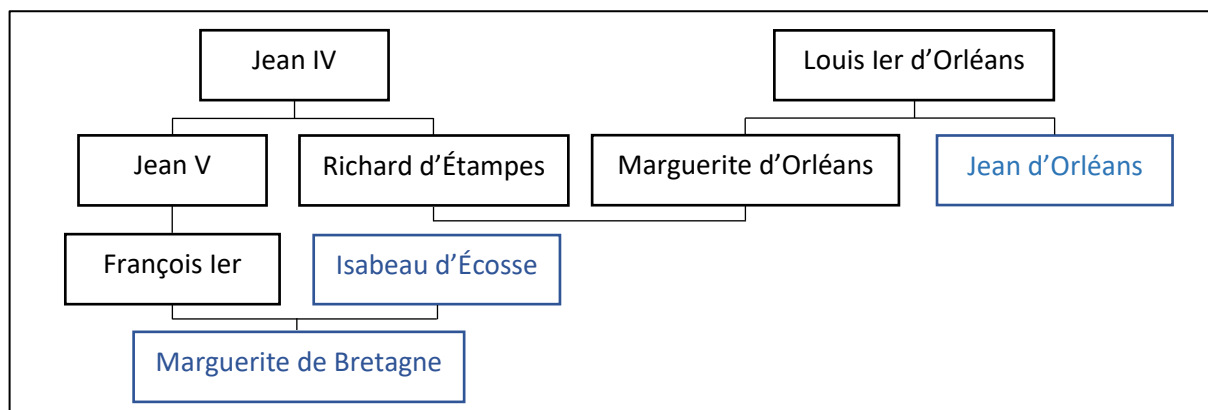 Jean IV
Louis Ier d’Orléans
Jean V
Richard d’Étampes
Marguerite d’Orléans
Jean d’Orléans
François Ier
Isabeau d’Écosse
Marguerite de Bretagne